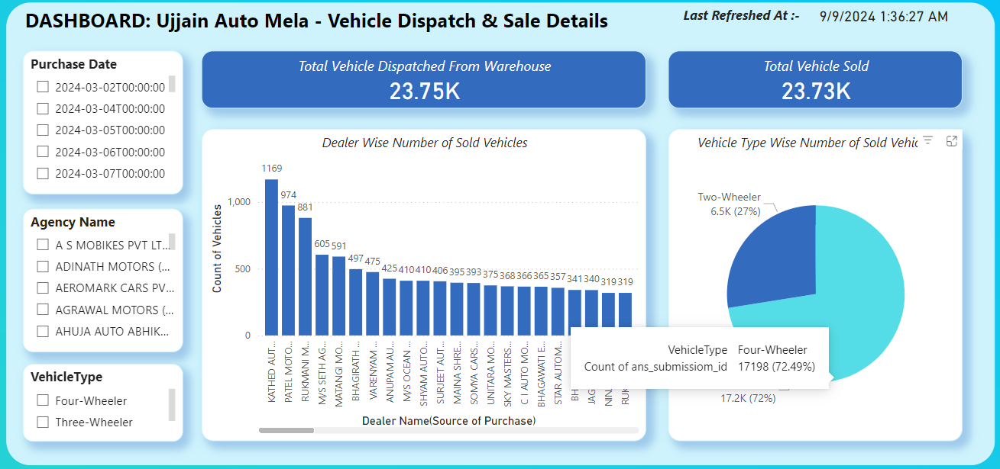 DASHBOARD: Ujjain Auto Mela - Vehicle Dispatch & Sale Details
Last Refreshed At :- 9/9/2024 1:36:27 AM
Purchase Date
2024-03-02T00:00:00
2024-03-04T00:00:00
2024-03-05T00:00:00
2024-03-06T00:00:00
2024-03-07T00:00:00
Agency Name
A S MOBIKES PVT LT...
ADINATH MOTORS (...
AEROMARK CARS PV...
AGRAWAL MOTORS (...
AHUJA AUTO ABHIK...
VehicleType
Four-Wheeler
Three-Wheeler
Total Vehicle Dispatched From Warehouse
23.75K
Total Vehicle Sold
23.73K
Dealer Wise Number of Sold Vehicles
Count of Vehicles
1,000
500
0
1169
974
881
605
591
497
475
425
410
410
406
395
393
375
368
366
365
357
341
340
319
319
KATHED AUT...
PATEL MOTO...
RUKMANI M...
M/S SETH AG...
MATANGI MO...
BHAGIRATH ...
VARENYAM ...
ANUPAM AU...
M/S OCEAN ...
SHYAM AUTO...
SURJEET AUT...
MAINA SHRE...
SOMYA CARS...
UNITARA MO...
SKY MASTERS...
C I AUTO MO...
BHAGAWATI E...
STAR AUTOM...
BH
JAG
NIN
RUK
Dealer Name(Source of Purchase)
Vehicle Type Wise Number of Sold Vehic
Two-Wheeler
6.5K (27%)
VehicleType Four-Wheeler
Count of ans_submissiom_id 17198 (72.49%)
17.2K (72%)